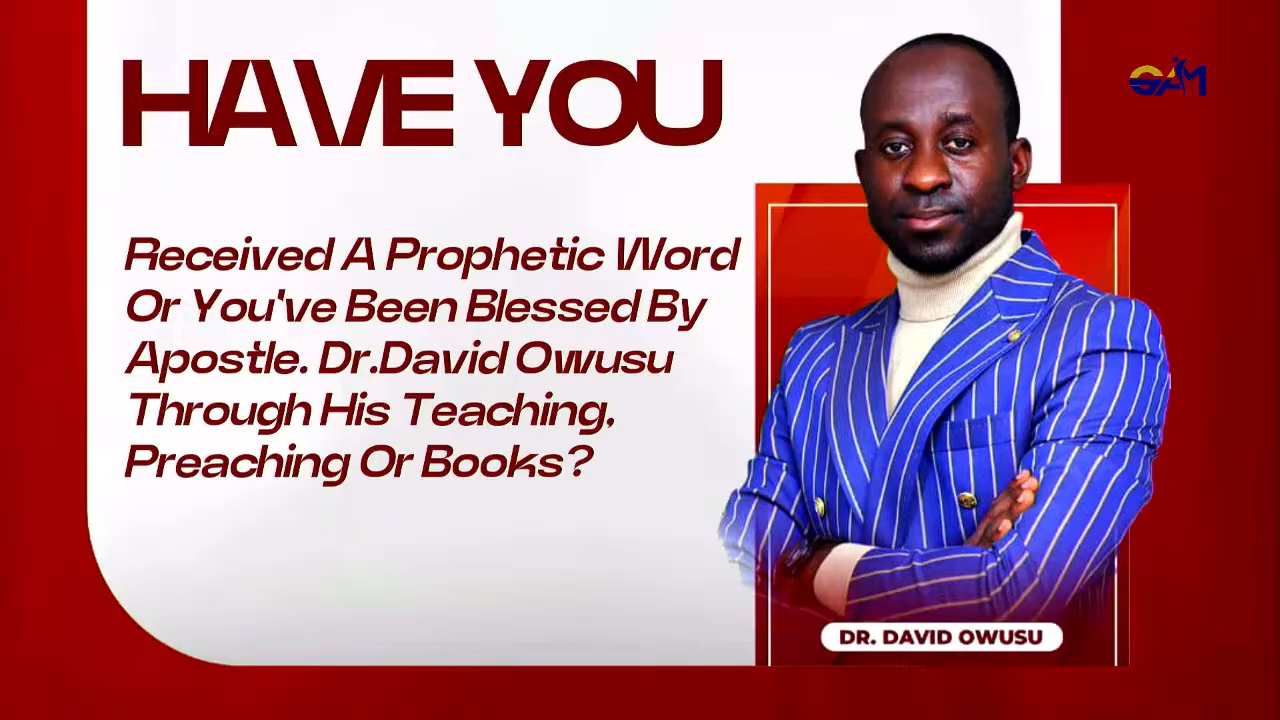 HAVE YOU
GAM
Received A Prophetic Word
Or You've Been Blessed By
Apostle. Dr.David Owusu
Through His Teaching,
Preaching Or Books?
DR. DAVID OWUSU